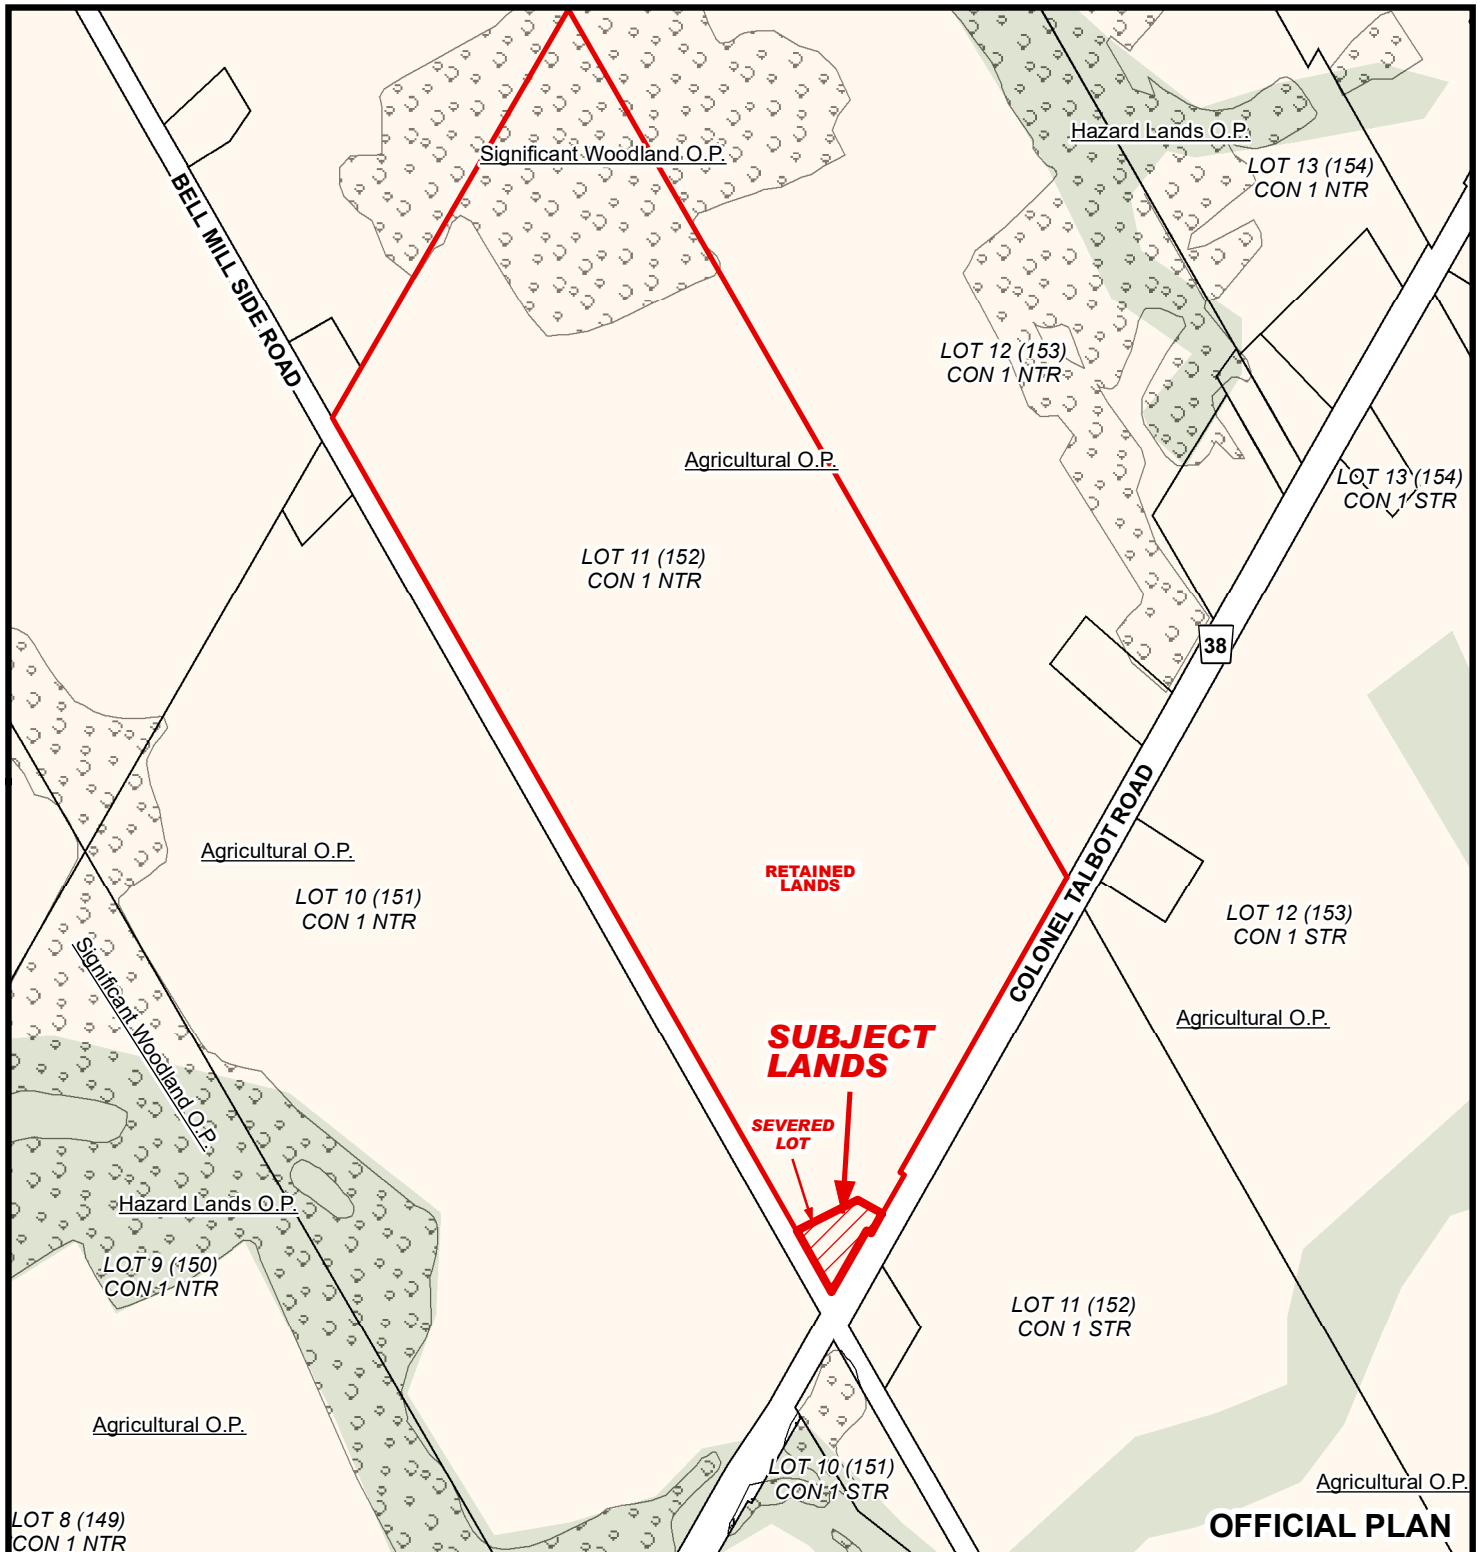 Hazard Lands O.P.
Significant Woodland O.P.
LOT 13 (154)
CON 1 NTR
BELL MILL SIDE ROAD
LOT 12 (153)
CON 1 NTR
Agricultural O.P.
LOT 13 (154)
CON 1 STR
LOT 11 (152)
CON 1 NTR
38
Agricultural O.P.
RETAINED
LANDS
LOT 10 (151)
CON 1 NTR
COLONEL TALBOT ROAD
LOT 12 (153)
CON 1 STR
Significant Woodland O.P.
Agricultural O.P.
SUBJECT
LANDS
SEVERED
LOT
Hazard Lands O.P.
LOT 9 (150)
CON 1 NTR
LOT 11 (152)
CON 1 STR
Agricultural O.P.
LOT 10 (151)
CON 1 STR
Agricultural O.P.
LOT 8 (149)
CON 1 NTR
OFFICIAL PLAN